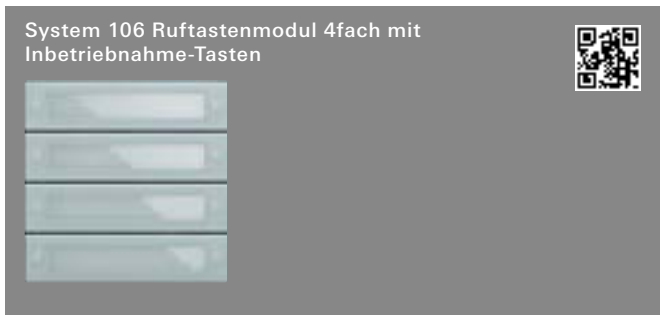 System 106 Ruftastenmodul 4fach mit
Inbetriebnahme-Tasten